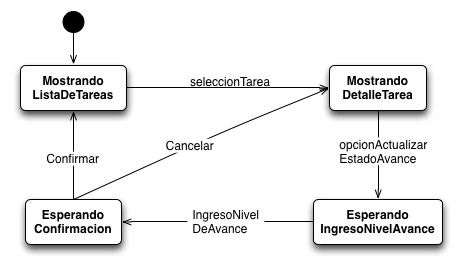 Mostrando
ListaDeTareas
seleccionTarea
Mostrando
DetalleTarea
Confirmar
Cancelar
opcionActualizar
EstadoAvance
Esperando
Confirmacion
IngresoNivel
DeAvance
Esperando
IngresoNivelAvance